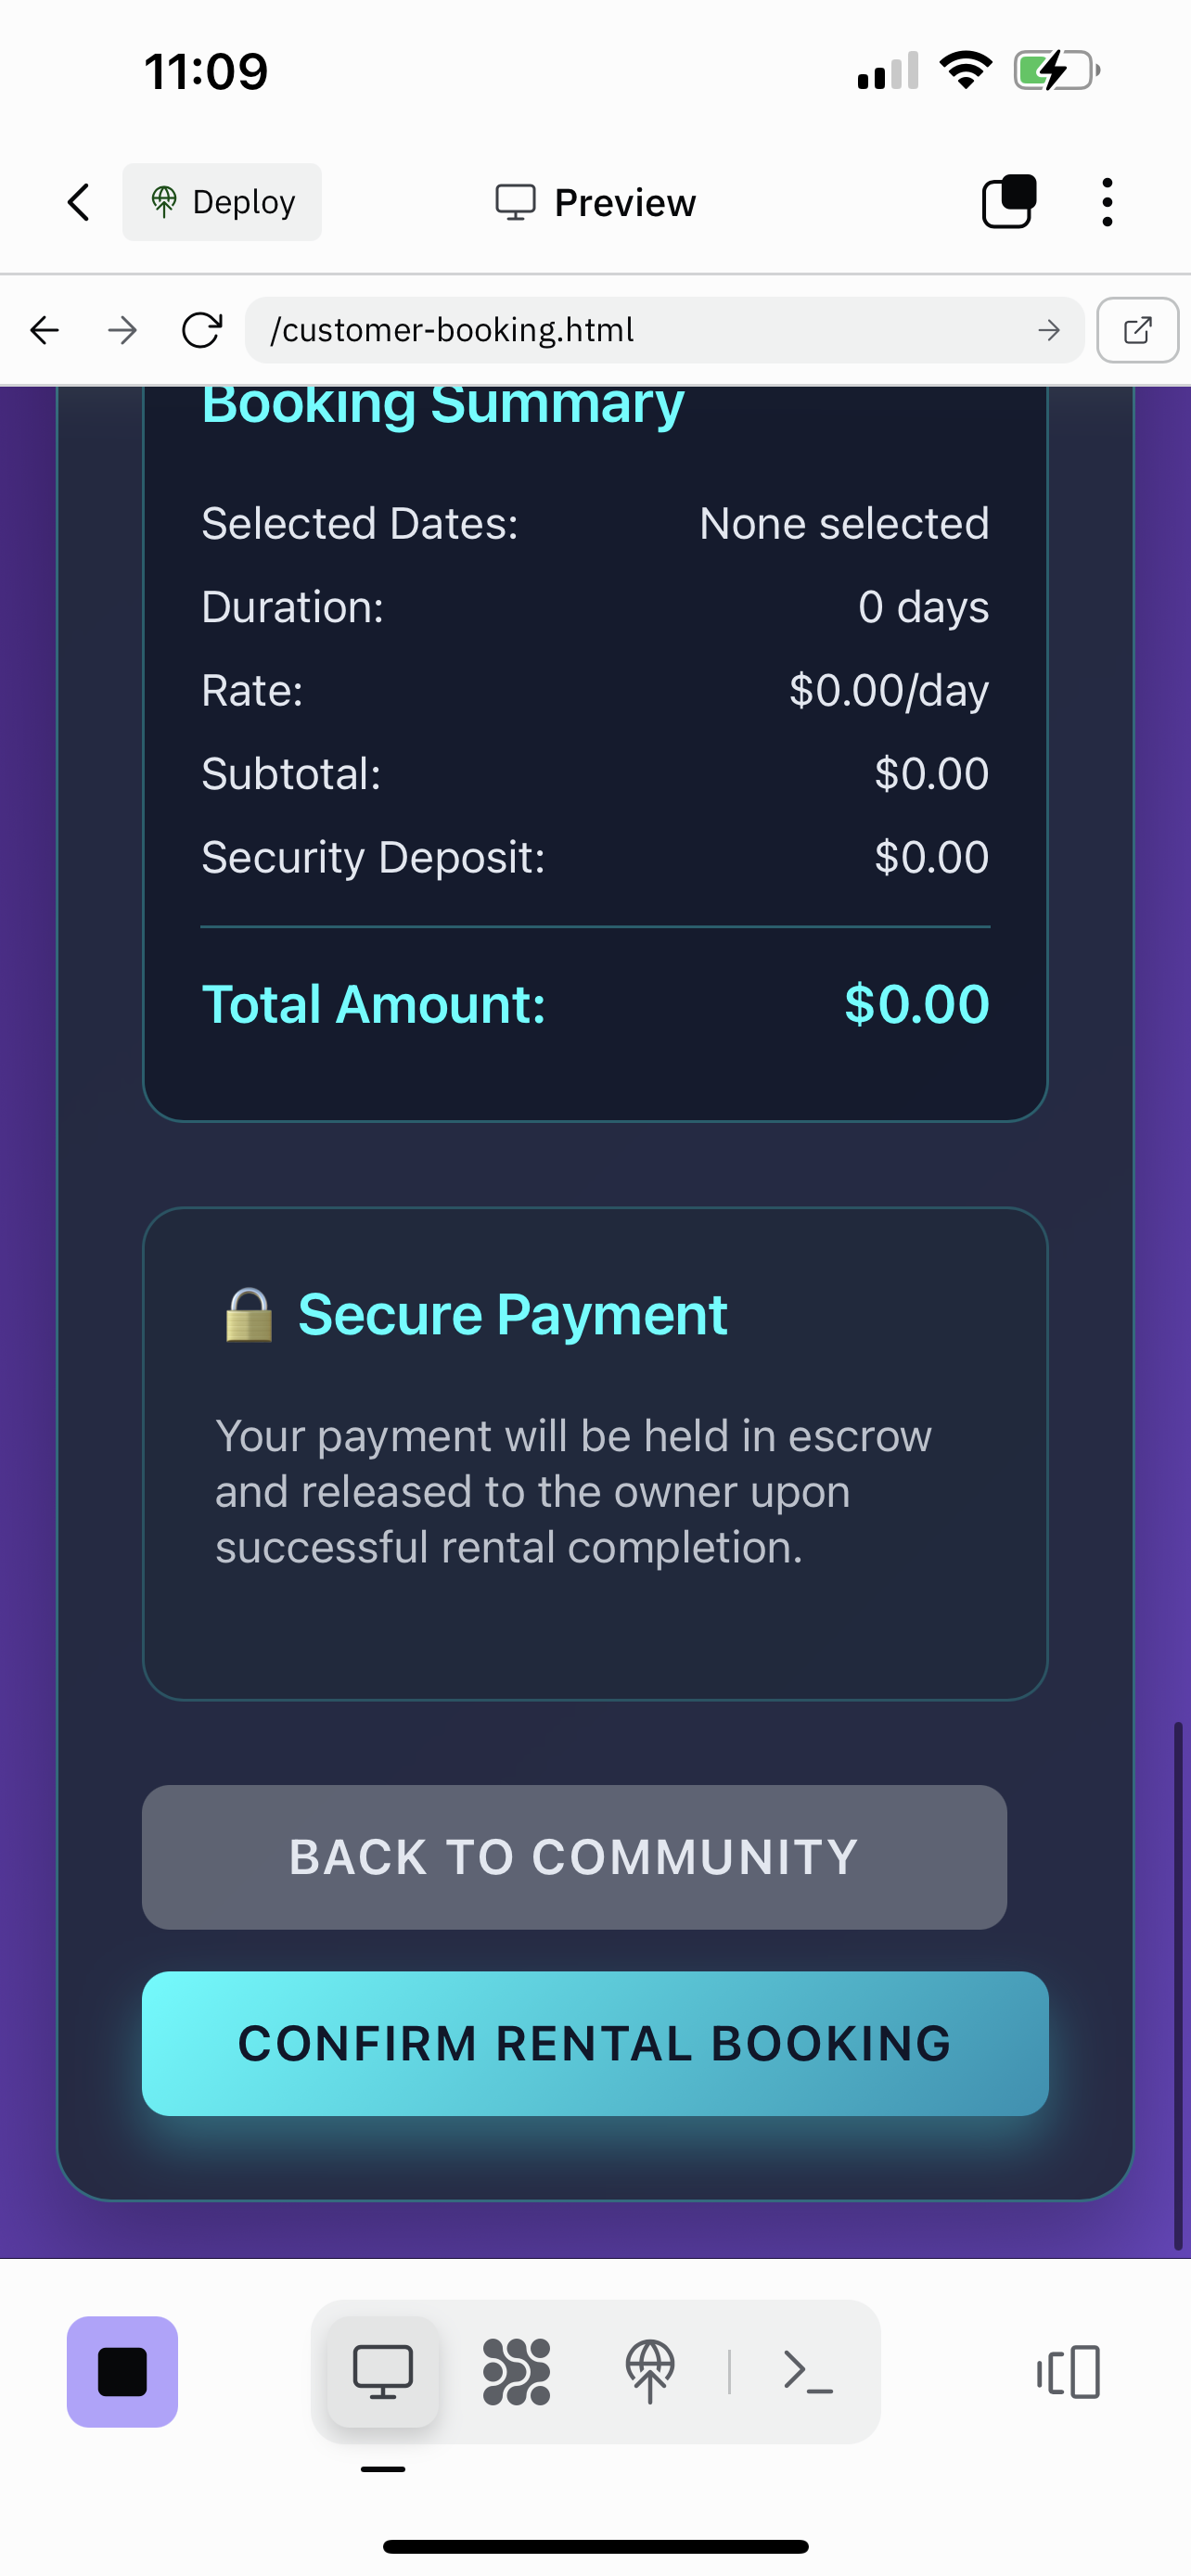 11:09
Deploy
Preview
/customer-booking.html
Booking Summary
Selected Dates: None selected
Duration: 0 days
Rate: $0.00/day
Subtotal: $0.00
Security Deposit: $0.00
Total Amount: $0.00
Secure Payment
Your payment will be held in escrow
and released to the owner upon
successful rental completion.
BACK TO COMMUNITY
CONFIRM RENTAL BOOKING